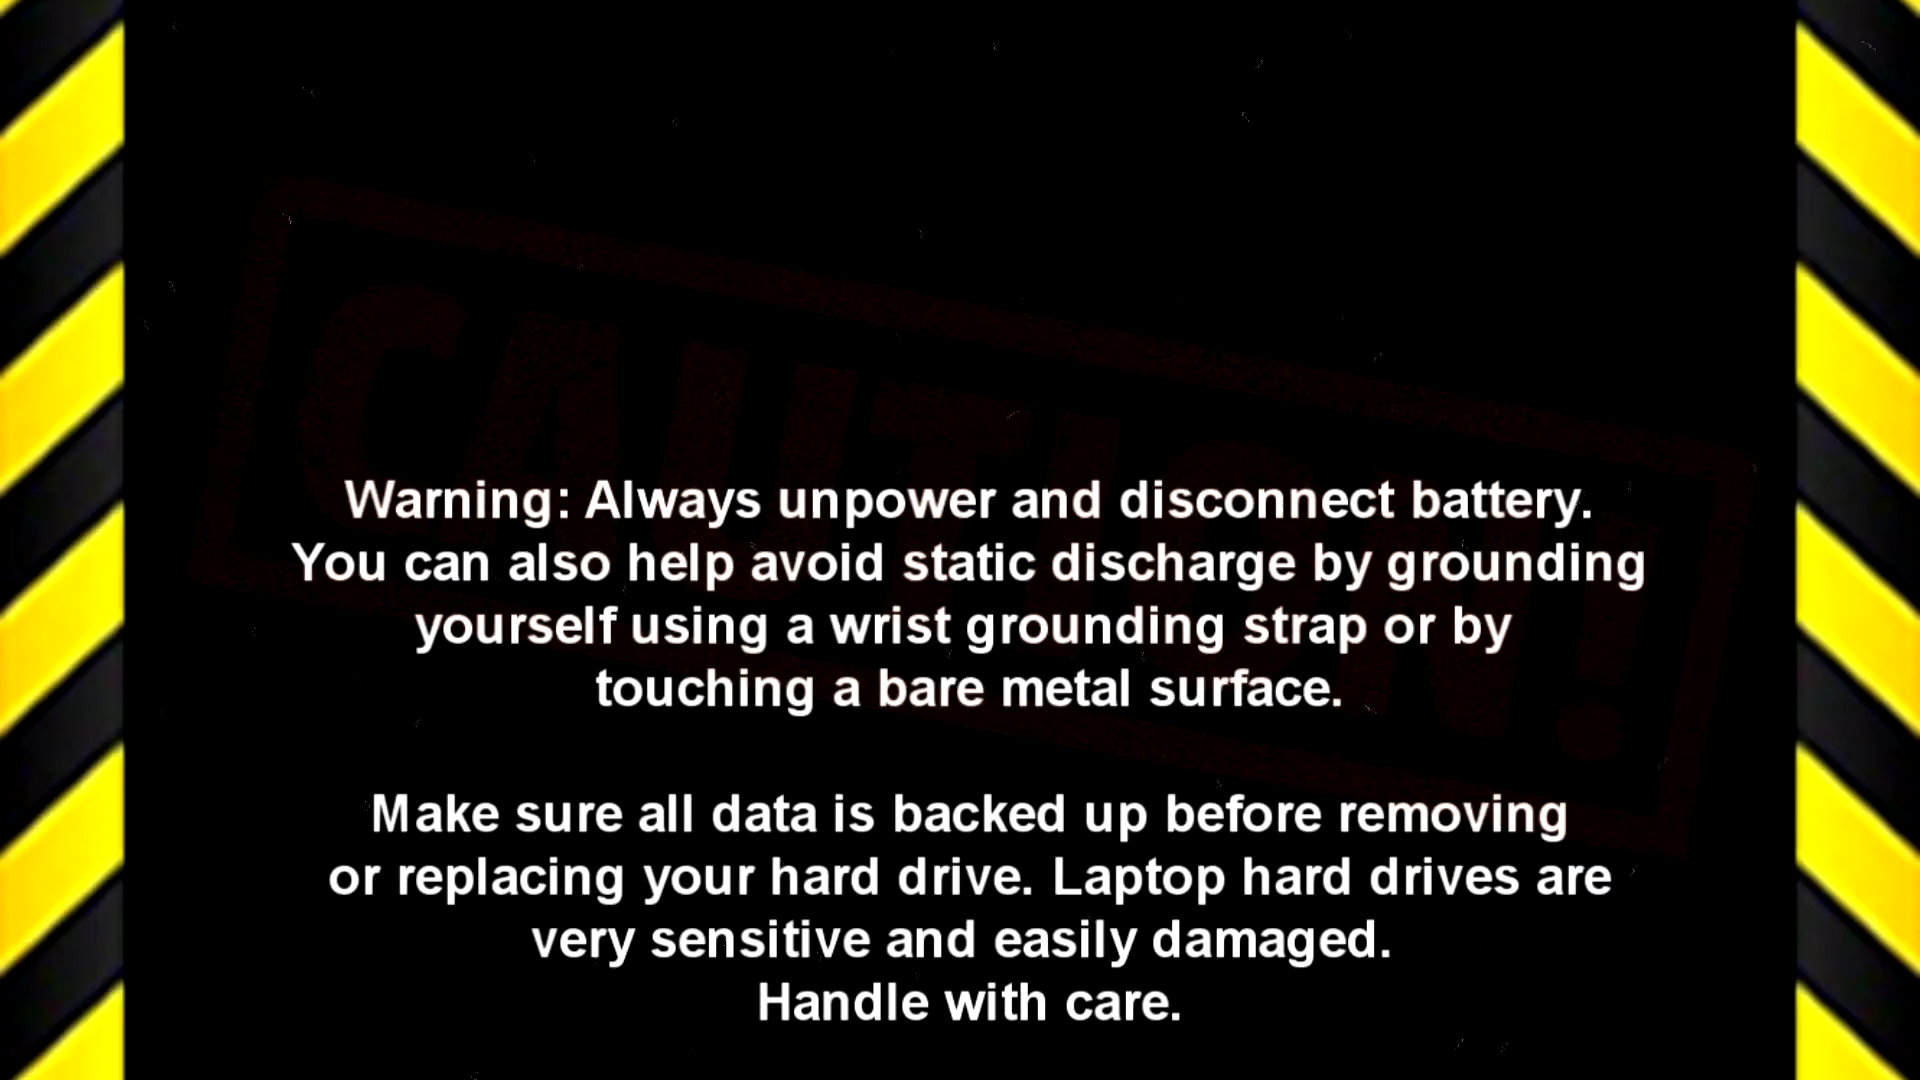 CAUTION!
Warning: Always unpower and disconnect battery.
You can also help avoid static discharge by grounding
yourself using a wrist grounding strap or by
touching a bare metal surface.
Make sure all data is backed up before removing
or replacing your hard drive. Laptop hard drives are
very sensitive and easily damaged.
Handle with care.